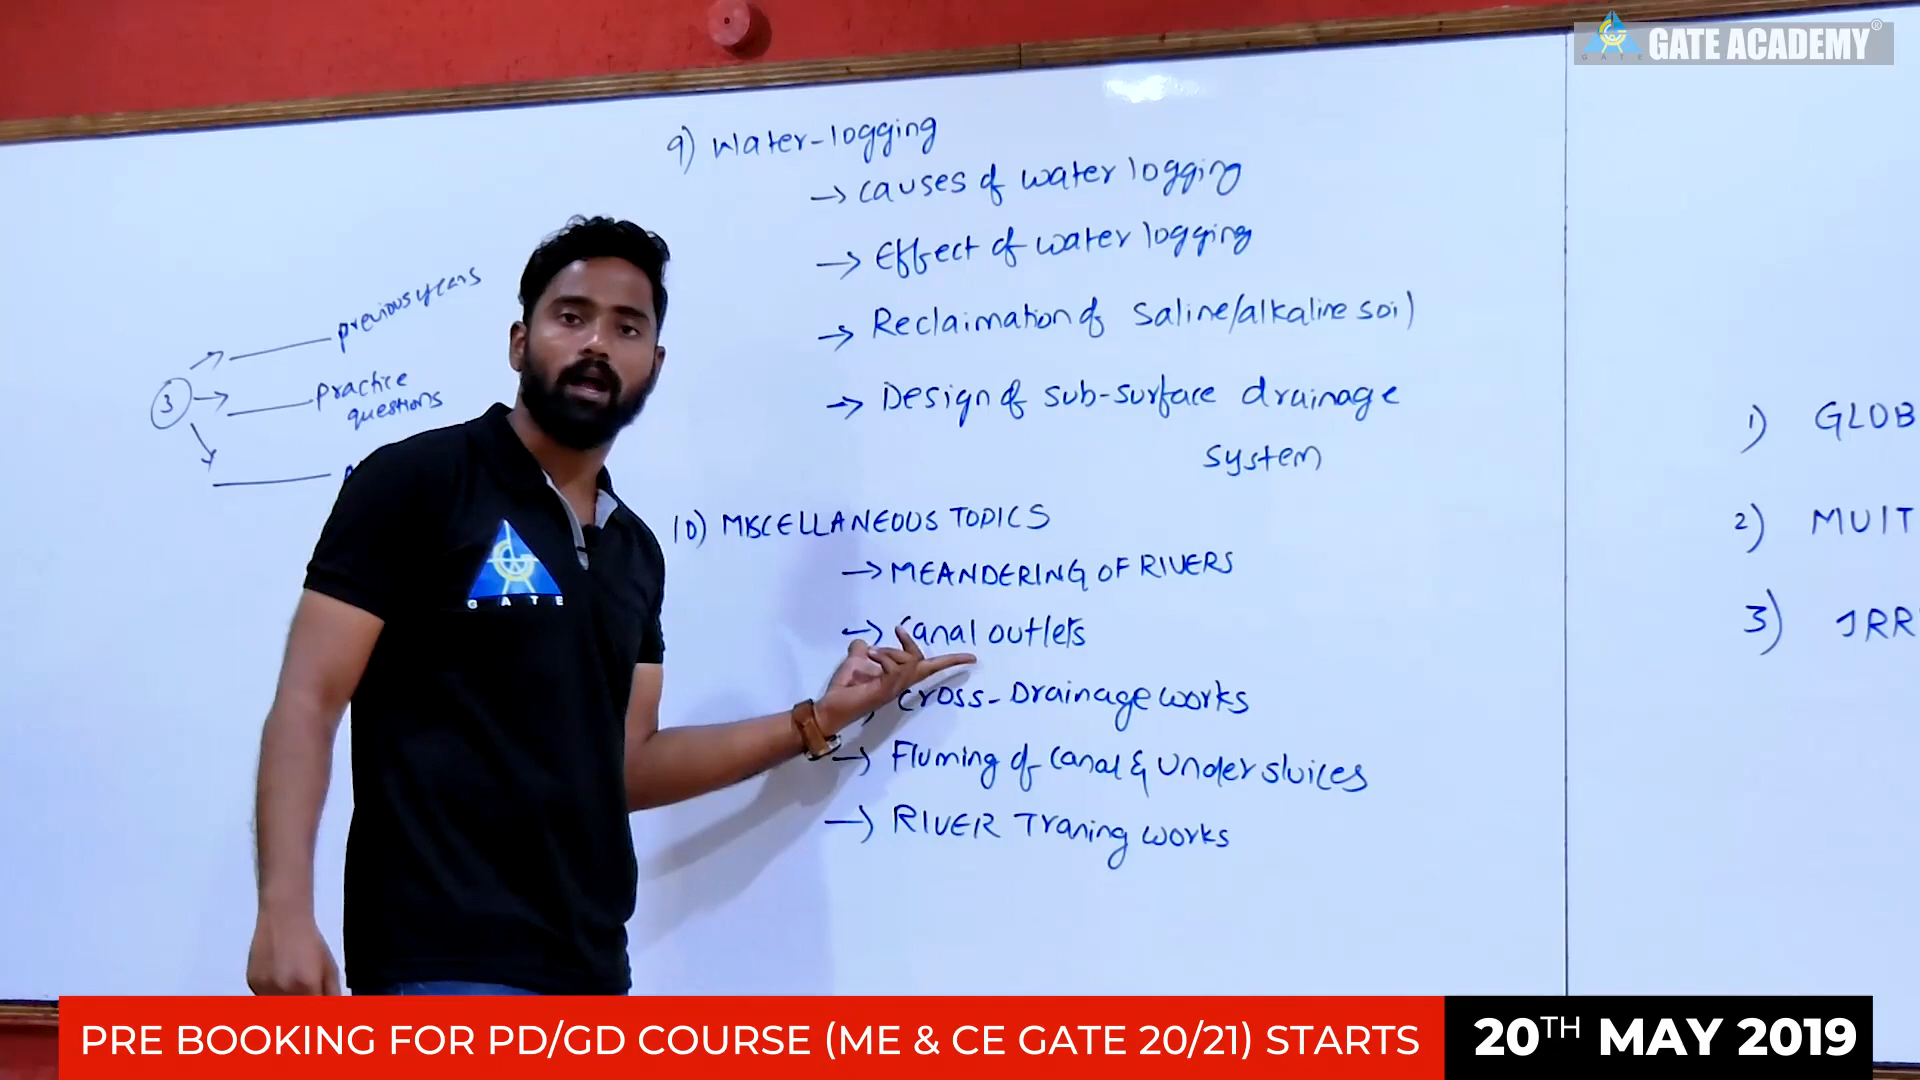 GATE ACADEMY®
GATE
9) Water-logging
→ causes of water logging
→ Effect of water logging
→ Reclaimation of saline/alkaline soil
→ Design of sub-surface drainage
system
10) MISCELLANEOUS TOPICS
→ MEANDERING OF RIVERS
→ Canal outlets
cross-Drainage works
→ Fluming of canal & under sluices
→ RIVER Traning works
3
→ previous years
→ practice
questions
GATE
1) GLOB
2) MUIT
3) IRR
PRE BOOKING FOR PD/GD COURSE (ME & CE GATE 20/21) STARTS
20TH MAY 2019